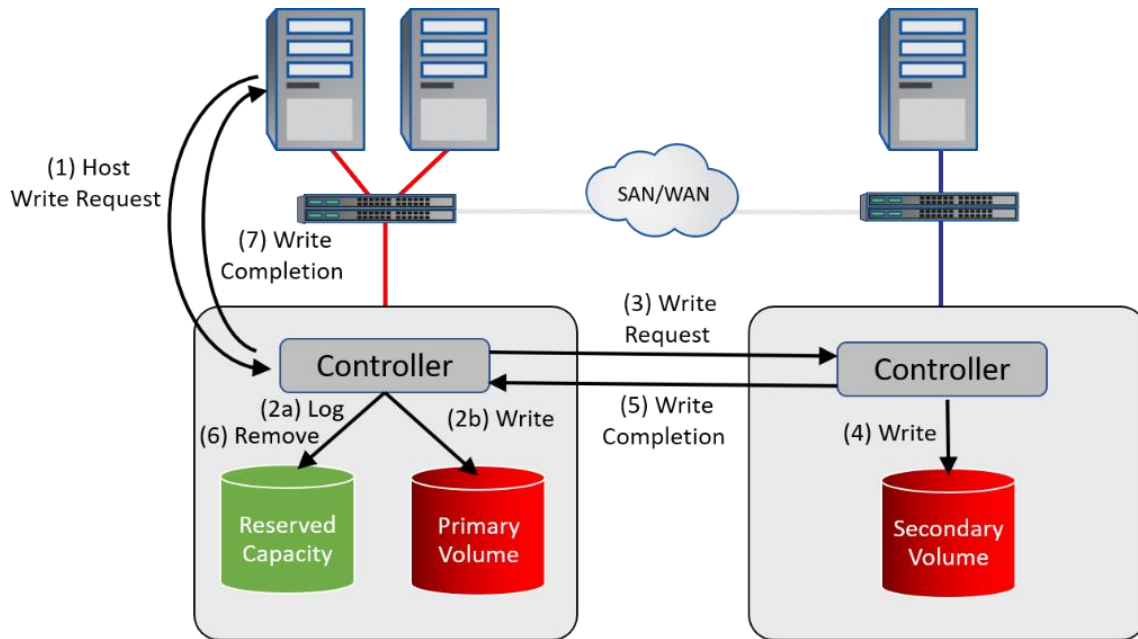 (1) Host
Write Request
SAN/WAN
(7) Write
Completion
(3) Write
Request
Controller
Controller
(2a) Log
(6) Remove
(2b) Write
(5) Write
Completion
(4) Write
Reserved
Capacity
Primary
Volume
Secondary
Volume